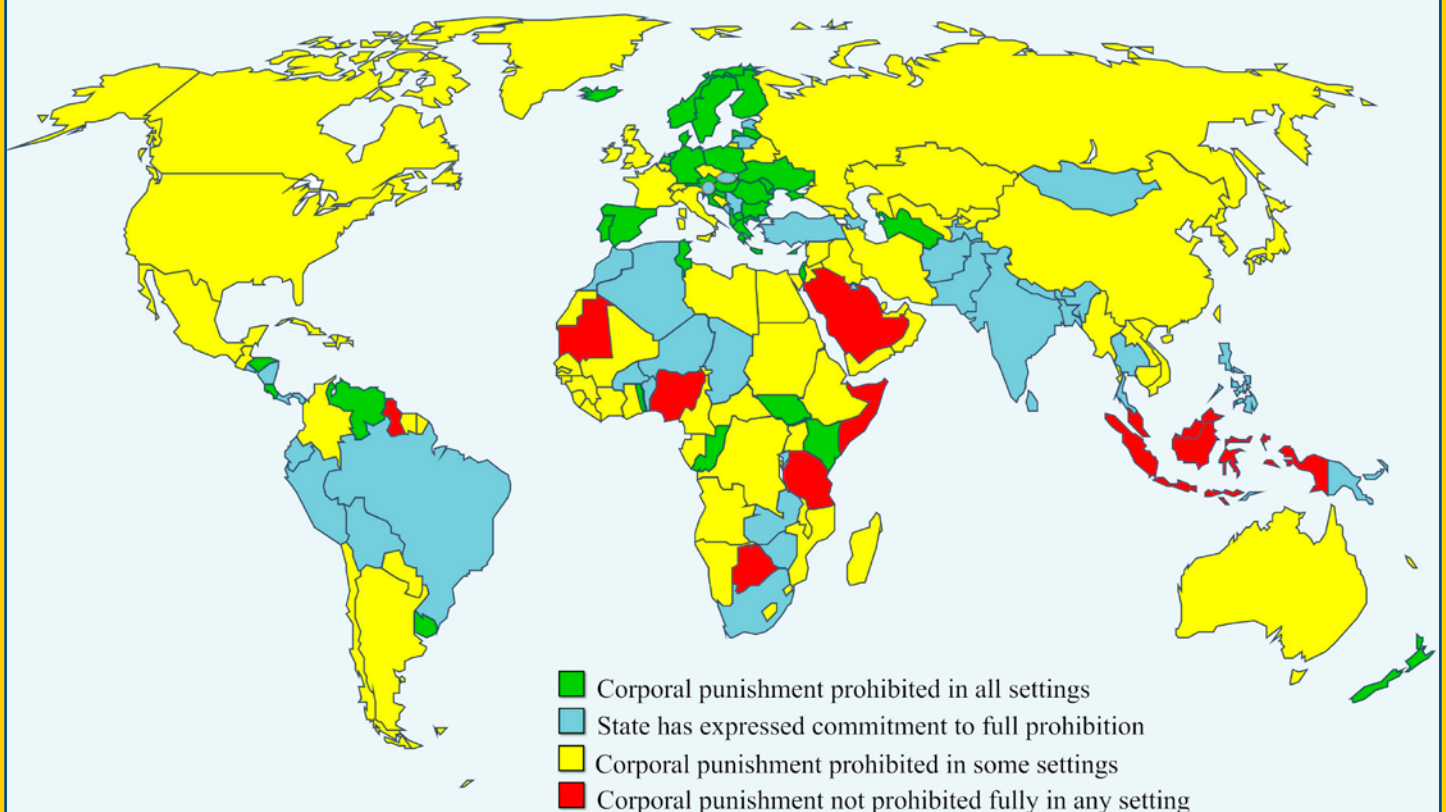 Corporal punishment prohibited in all settings
State has expressed commitment to full prohibition
Corporal punishment prohibited in some settings
Corporal punishment not prohibited fully in any setting